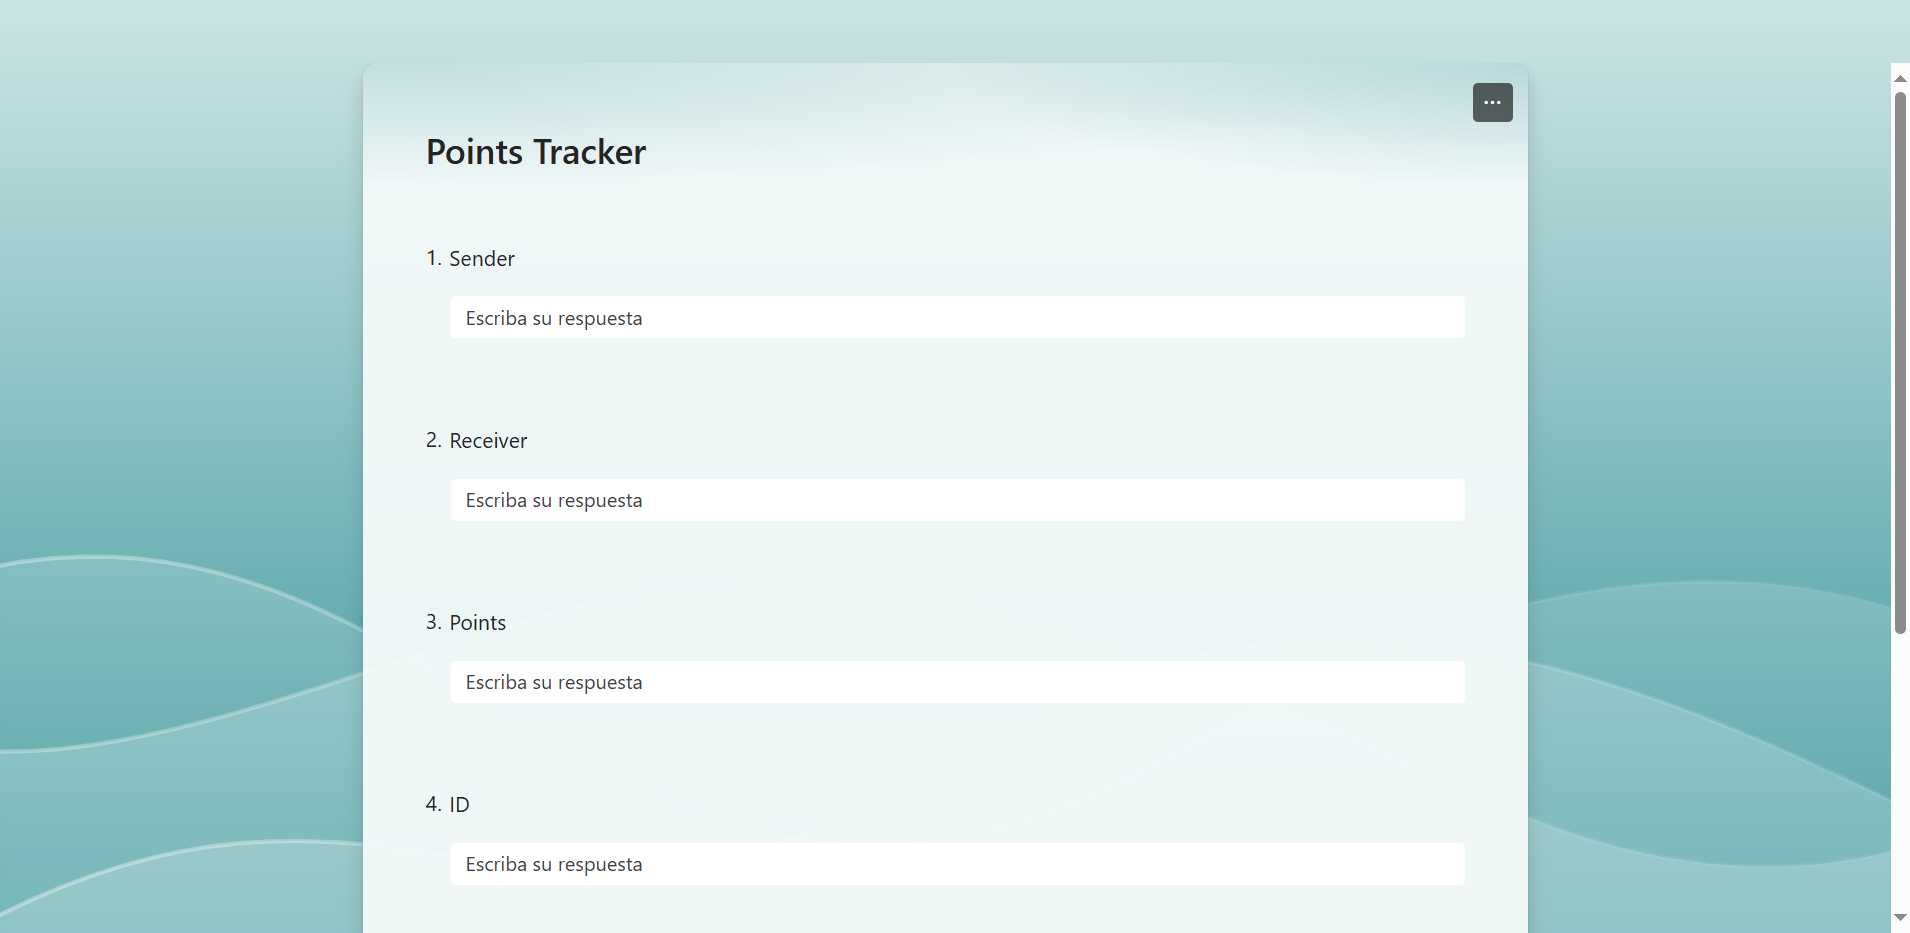 Points Tracker
1. Sender
Escriba su respuesta
2. Receiver
Escriba su respuesta
3. Points
Escriba su respuesta
4. ID
Escriba su respuesta